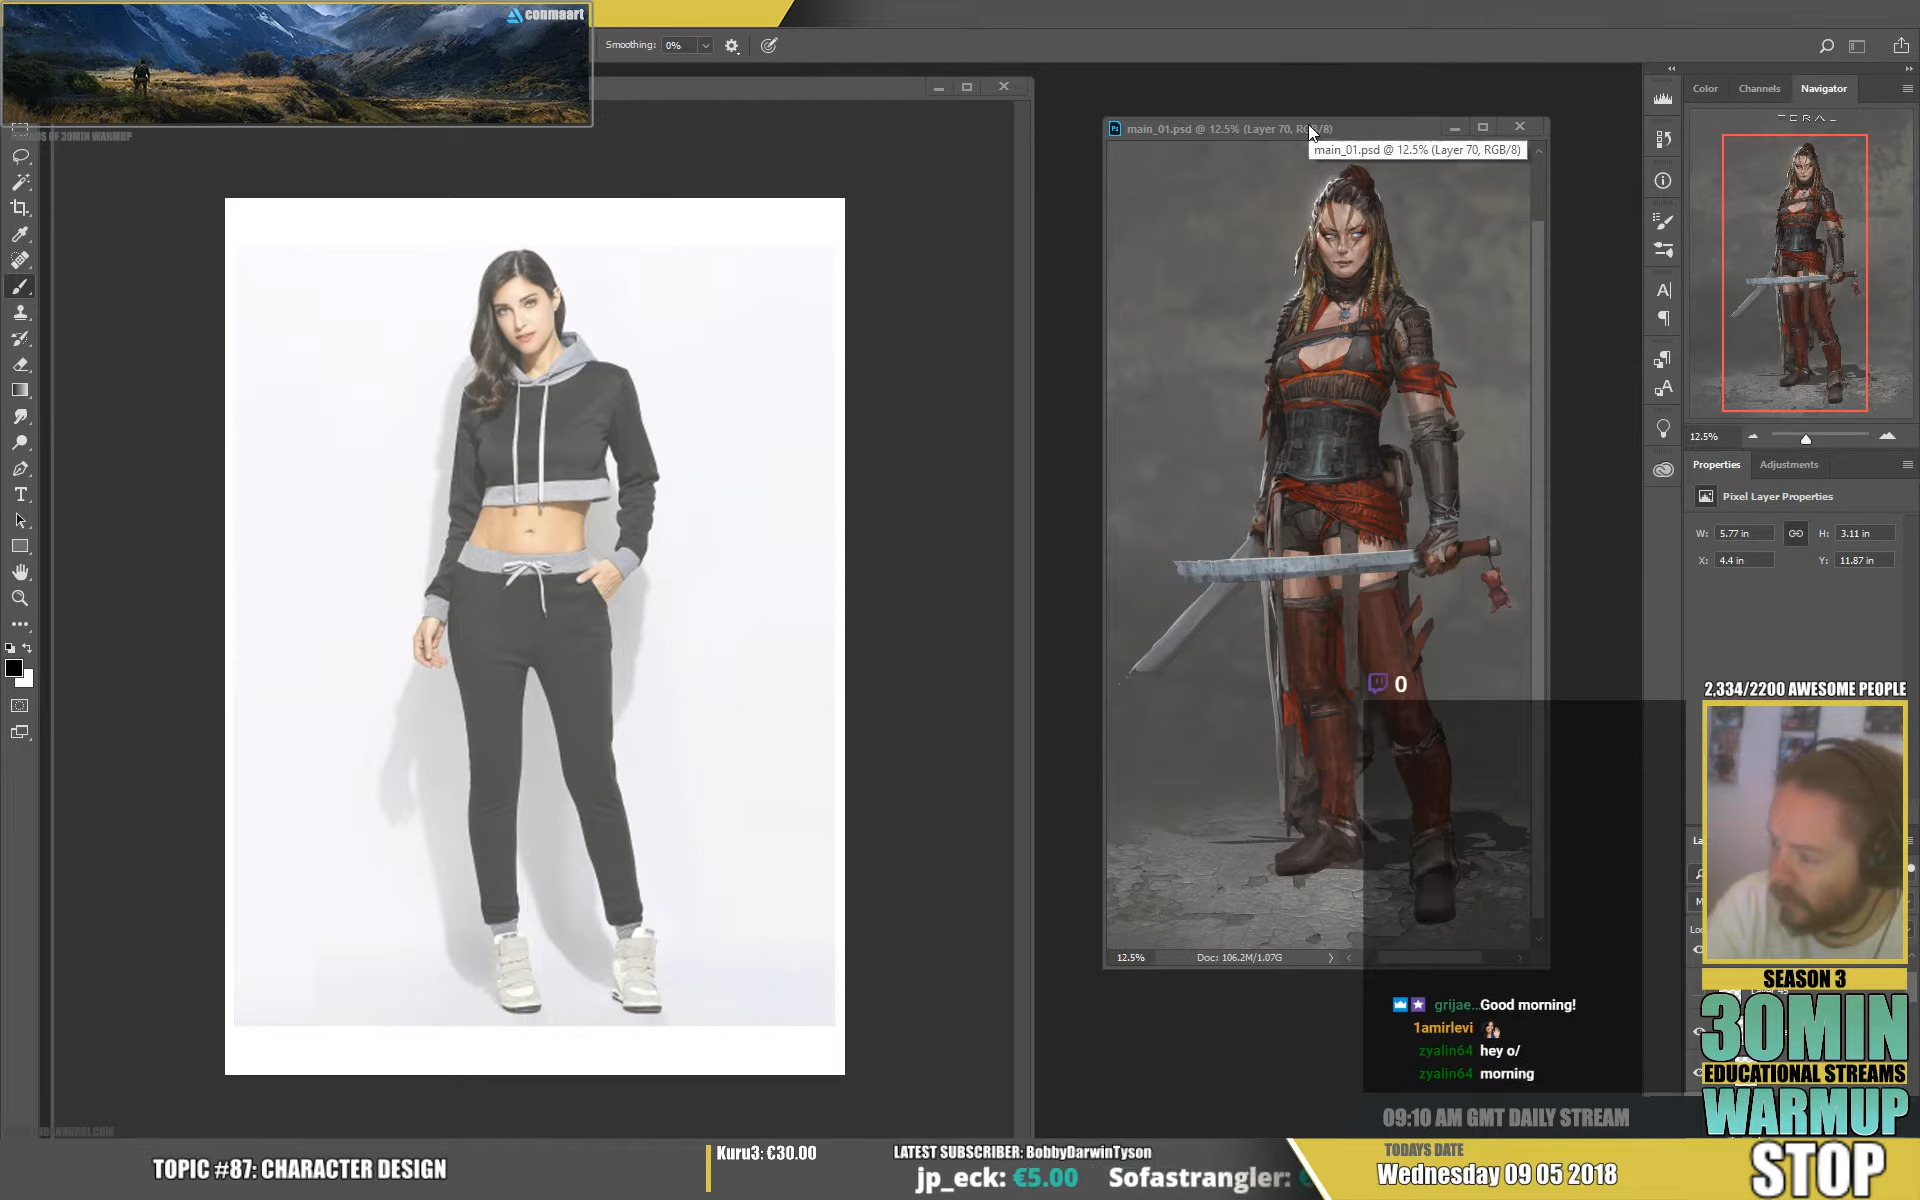 conmaart
Smoothing: 0%
OF 30MIN WARMUP
main_01.psd @ 12.5% (Layer 70, RGB/8)
main_01.psd @ 12.5% (Layer 70, RGB/8)
Color
Channels
Navigator
12.5%
Properties
Adjustments
Pixel Layer Properties
W: 5.77 in
H: 3.11 in
X: 4.4 in
Y: 11.87 in
0
2,334/2200 AWESOME PEOPLE
12.5%
Doc: 106.2M/1.07G
grijae... Good morning!
1amirlevi
zyalin64 hey o/
zyalin64 morning
09:10 AM GMT DAILY STREAM
SEASON 3
30MIN
EDUCATIONAL STREAMS
WARMUP
STOP
TOPIC #87: CHARACTER DESIGN
Kuru3: €30.00
LATEST SUBSCRIBER: BobbyDarwinTyson
jp_eck: €5.00 Sofastrangler:
TODAYS DATE
Wednesday 09 05 2018